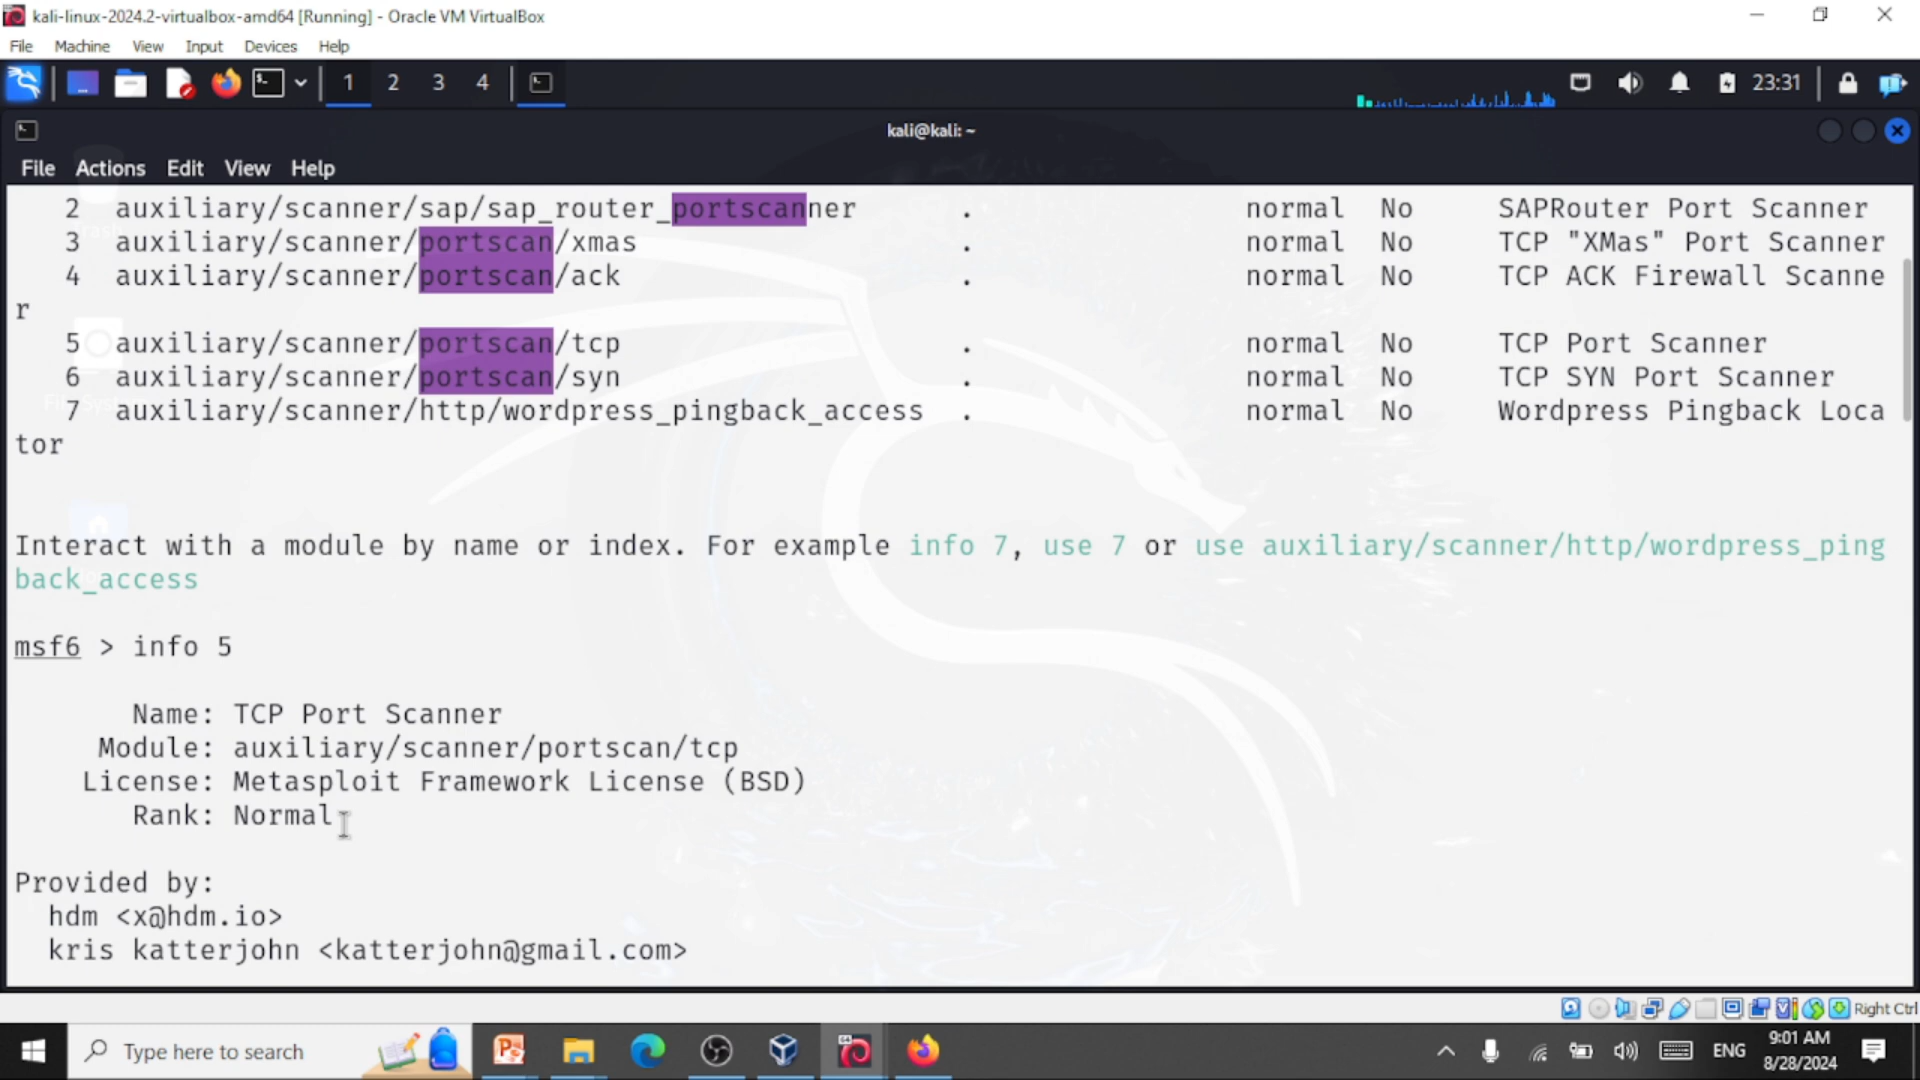 kali-linux-2024.2-virtualbox-amd64 [Running] - Oracle VM VirtualBox
File Machine View Input Devices Help
1 2 3 4 23:31
kali@kali: ~
File Actions Edit View Help
2 auxiliary/scanner/sap/sap_router_portscanner . normal No SAPRouter Port Scanner
3 auxiliary/scanner/portscan/xmas . normal No TCP "XMas" Port Scanner
4 auxiliary/scanner/portscan/ack . normal No TCP ACK Firewall Scanne
r
5 auxiliary/scanner/portscan/tcp . normal No TCP Port Scanner
6 auxiliary/scanner/portscan/syn . normal No TCP SYN Port Scanner
7 auxiliary/scanner/http/wordpress_pingback_access . normal No Wordpress Pingback Loca
tor
Interact with a module by name or index. For example info 7, use 7 or use auxiliary/scanner/http/wordpress_ping
back_access
msf6 > info 5
Name: TCP Port Scanner
Module: auxiliary/scanner/portscan/tcp
License: Metasploit Framework License (BSD)
Rank: Normal
Provided by:
hdm <x@hdm.io>
kris katterjohn <katterjohn@gmail.com>
Right Ctrl
Type here to search
ENG
9:01 AM
8/28/2024